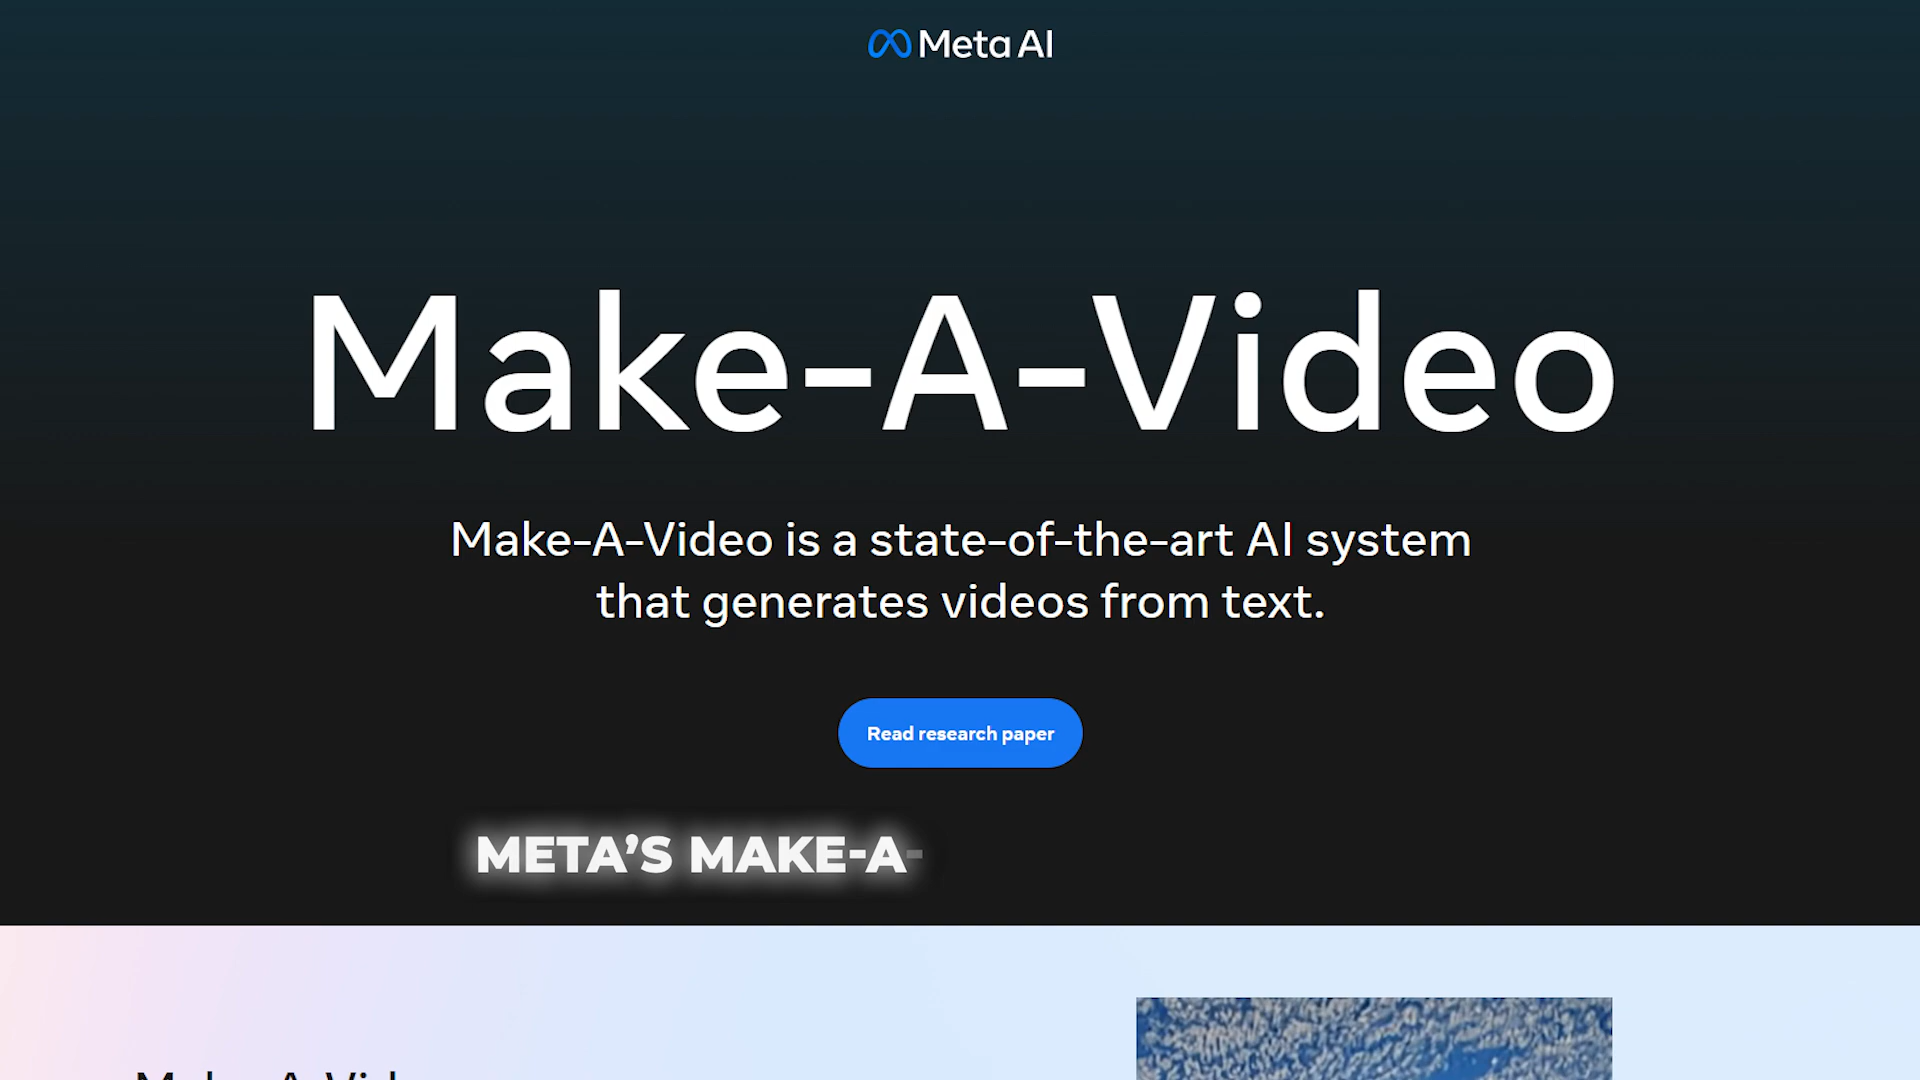 Meta AI
Make-A-Video
Make-A-Video is a state-of-the-art AI system
that generates videos from text.
Read research paper
META’S MAKE-A-